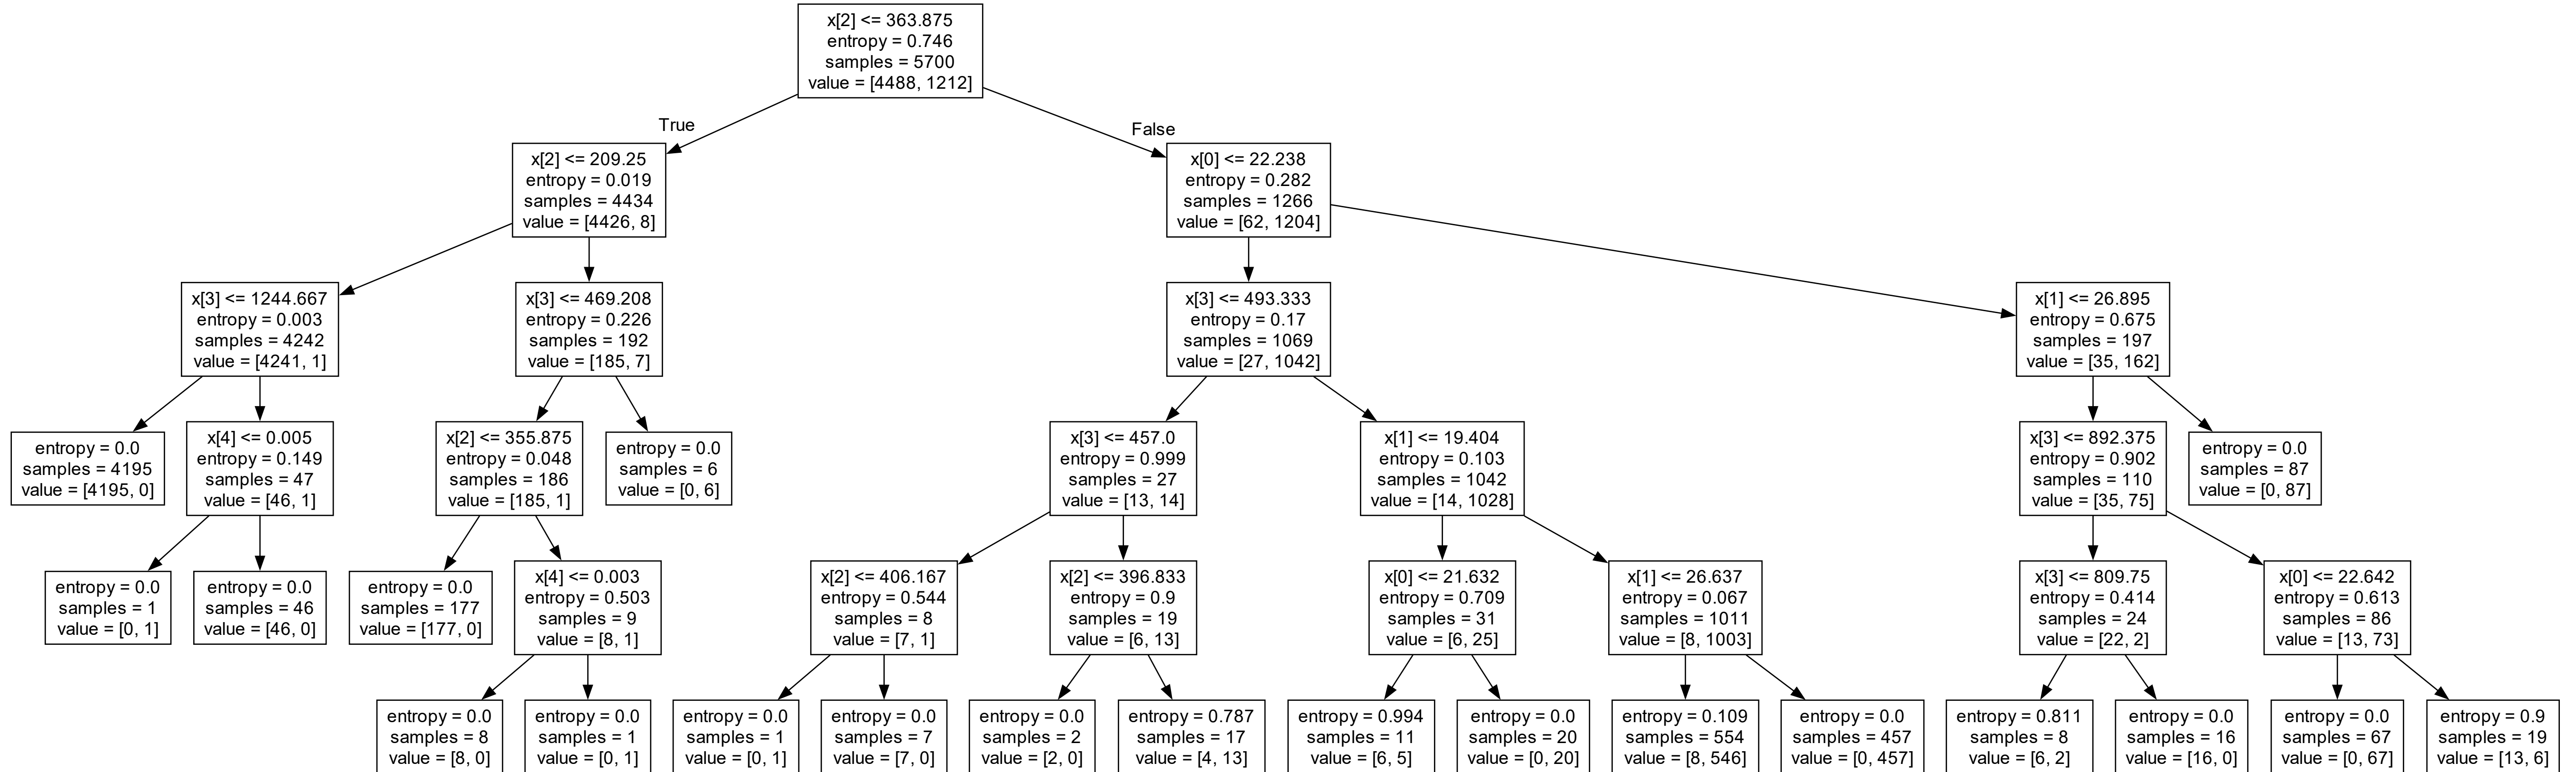 x[2] <= 363.875
entropy = 0.746
samples = 5700
value = [4488, 1212]
True
False
x[2] <= 209.25
entropy = 0.019
samples = 4434
value = [4426, 8]
x[0] <= 22.238
entropy = 0.282
samples = 1266
value = [62, 1204]
x[3] <= 1244.667
entropy = 0.003
samples = 4242
value = [4241, 1]
x[3] <= 469.208
entropy = 0.226
samples = 192
value = [185, 7]
x[3] <= 493.333
entropy = 0.17
samples = 1069
value = [27, 1042]
x[1] <= 26.895
entropy = 0.675
samples = 197
value = [35, 162]
entropy = 0.0
samples = 4195
value = [4195, 0]
x[4] <= 0.005
entropy = 0.149
samples = 47
value = [46, 1]
x[2] <= 355.875
entropy = 0.048
samples = 186
value = [185, 1]
entropy = 0.0
samples = 6
value = [0, 6]
x[3] <= 457.0
entropy = 0.999
samples = 27
value = [13, 14]
x[1] <= 19.404
entropy = 0.103
samples = 1042
value = [14, 1028]
x[3] <= 892.375
entropy = 0.902
samples = 110
value = [35, 75]
entropy = 0.0
samples = 87
value = [0, 87]
entropy = 0.0
samples = 1
value = [0, 1]
entropy = 0.0
samples = 46
value = [46, 0]
entropy = 0.0
samples = 177
value = [177, 0]
x[4] <= 0.003
entropy = 0.503
samples = 9
value = [8, 1]
x[2] <= 406.167
entropy = 0.544
samples = 8
value = [7, 1]
x[2] <= 396.833
entropy = 0.9
samples = 19
value = [6, 13]
x[0] <= 21.632
entropy = 0.709
samples = 31
value = [6, 25]
x[1] <= 26.637
entropy = 0.067
samples = 1011
value = [8, 1003]
x[3] <= 809.75
entropy = 0.414
samples = 24
value = [22, 2]
x[0] <= 22.642
entropy = 0.613
samples = 86
value = [13, 73]
entropy = 0.0
samples = 8
value = [8, 0]
entropy = 0.0
samples = 1
value = [0, 1]
entropy = 0.0
samples = 1
value = [0, 1]
entropy = 0.0
samples = 7
value = [7, 0]
entropy = 0.0
samples = 2
value = [2, 0]
entropy = 0.787
samples = 17
value = [4, 13]
entropy = 0.994
samples = 11
value = [6, 5]
entropy = 0.0
samples = 20
value = [0, 20]
entropy = 0.109
samples = 554
value = [8, 546]
entropy = 0.0
samples = 457
value = [0, 457]
entropy = 0.811
samples = 8
value = [6, 2]
entropy = 0.0
samples = 16
value = [16, 0]
entropy = 0.0
samples = 67
value = [0, 67]
entropy = 0.9
samples = 19
value = [13, 6]